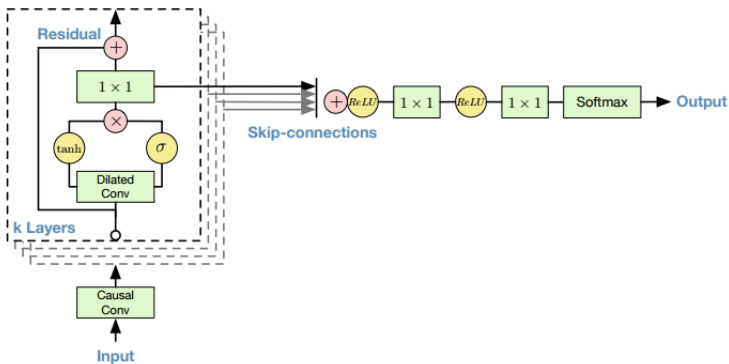 Residual
+
1 × 1
×
tanh
σ
Dilated
Conv
k Layers
Causal
Conv
Input
Skip-connections
+
ReLU
1 × 1
ReLU
1 × 1
Softmax
Output